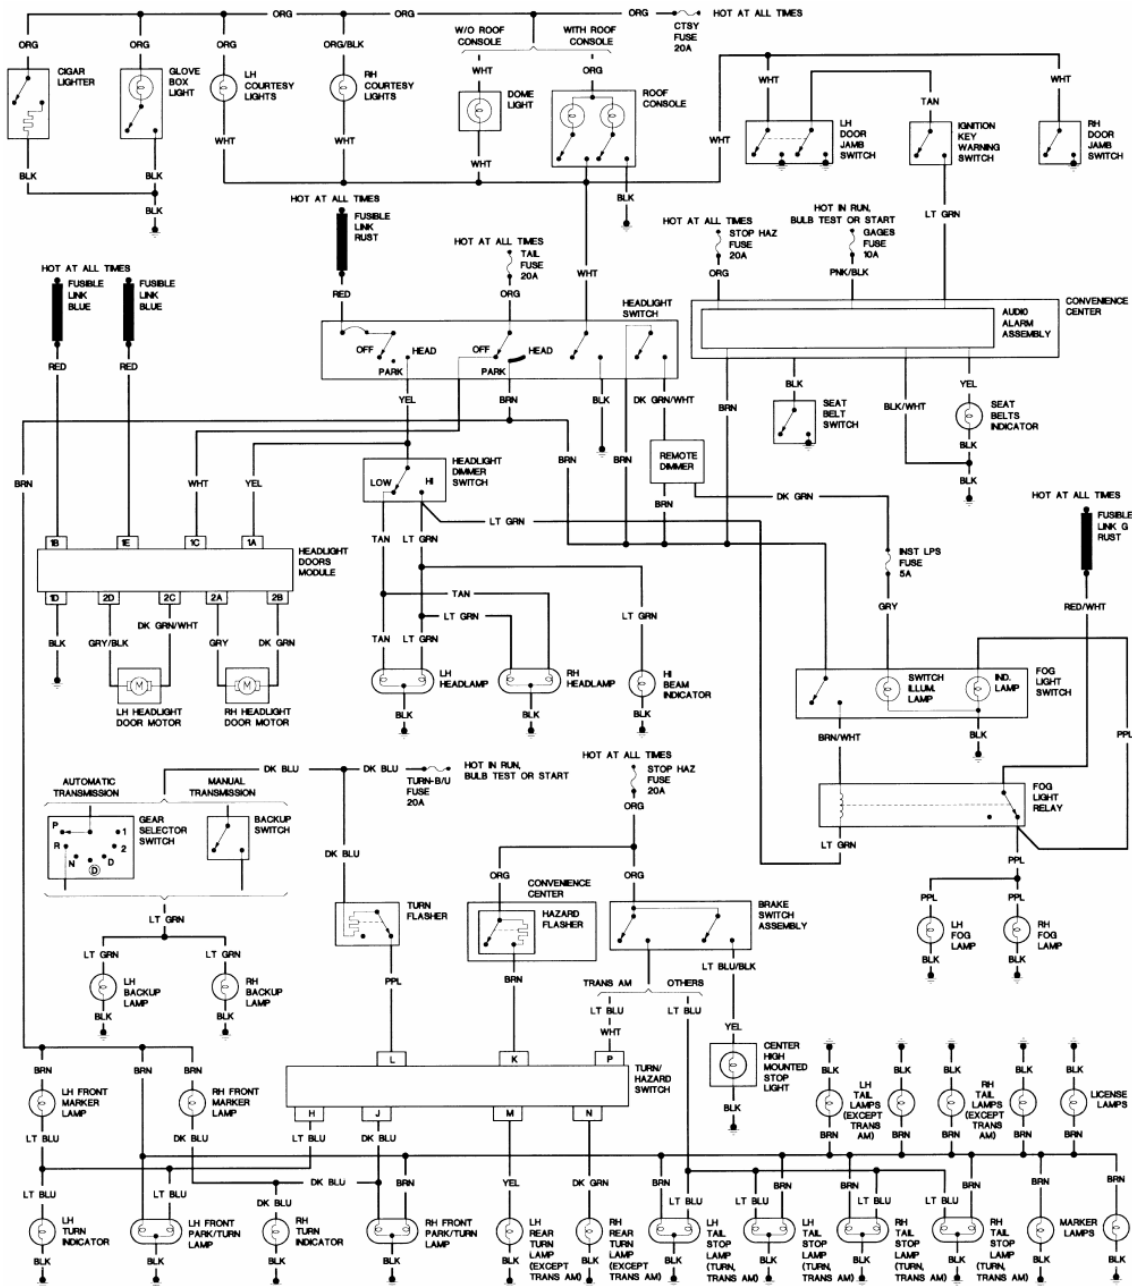 ORG
ORG
ORG
ORG
CTSY
FUSE
20A
HOT AT ALL TIMES
W/O ROOF
CONSOLE
WITH ROOF
CONSOLE
ORG
ORG
ORG
ORG/BLK
WHT
ORG
CIGAR
LIGHTER
GLOVE
BOX
LIGHT
LH
COURTESY
LIGHTS
RH
COURTESY
LIGHTS
DOME
LIGHT
ROOF
CONSOLE
WHT
TAN
WHT
LH
DOOR
JAMB
SWITCH
IGNITION
KEY
WARNING
SWITCH
RH
DOOR
JAMB
SWITCH
WHT
WHT
WHT
WHT
BLK
BLK
BLK
BLK
HOT AT ALL TIMES
FUSIBLE
LINK
RUST
HOT AT ALL TIMES
TAIL
FUSE
20A
WHT
HOT AT ALL TIMES
STOP HAZ
FUSE
20A
HOT IN RUN,
BULB TEST OR START
GAGES
FUSE
10A
LT GRN
ORG
PNK/BLK
HOT AT ALL TIMES
FUSIBLE
LINK
BLUE
FUSIBLE
LINK
BLUE
RED
ORG
HEADLIGHT
SWITCH
CONVENIENCE
CENTER
AUDIO
ALARM
ASSEMBLY
OFF
HEAD
PARK
OFF
HEAD
PARK
RED
RED
YEL
BRN
BLK
DK GRN/WHT
BRN
BLK
SEAT
BELT
SWITCH
BLK/WHT
YEL
SEAT
BELTS
INDICATOR
BLK
BLK
BRN
WHT
YEL
LOW
HI
HEADLIGHT
DIMMER
SWITCH
BRN
BRN
REMOTE
DIMMER
BRN
DK GRN
HOT AT ALL TIMES
FUSIBLE
LINK G
RUST
LT GRN
TAN
LT GRN
1B
1E
1C
1A
HEADLIGHT
DOORS
MODULE
1D
2D
2C
2A
2B
INST LPS
FUSE
5A
GRY
RED/WHT
TAN
LT GRN
BLK
GRY/BLK
DK GRN/WHT
GRY
DK GRN
TAN
LT GRN
M
M
LH HEADLIGHT
DOOR MOTOR
RH HEADLIGHT
DOOR MOTOR
LH
HEADLAMP
RH
HEADLAMP
HI
BEAM
INDICATOR
BLK
BLK
BLK
SWITCH
ILLUM.
LAMP
IND.
LAMP
FOG
LIGHT
SWITCH
BRN/WHT
BLK
PPL
DK BLU
DK BLU
TURN-B/U
FUSE
20A
HOT IN RUN,
BULB TEST OR START
HOT AT ALL TIMES
STOP HAZ
FUSE
20A
ORG
AUTOMATIC
TRANSMISSION
MANUAL
TRANSMISSION
GEAR
SELECTOR
SWITCH
BACKUP
SWITCH
P
R
N
D
D
2
1
FOG
LIGHT
RELAY
LT GRN
PPL
DK BLU
ORG
ORG
PPL
PPL
LH
FOG
LAMP
RH
FOG
LAMP
BLK
BLK
LT GRN
TURN
FLASHER
CONVENIENCE
CENTER
HAZARD
FLASHER
BRAKE
SWITCH
ASSEMBLY
LT GRN
LT GRN
LH
BACKUP
LAMP
RH
BACKUP
LAMP
BLK
BLK
PPL
BRN
TRANS AM
OTHERS
LT BLU/BLK
LT BLU
LT BLU
WHT
YEL
CENTER
HIGH
MOUNTED
STOP
LIGHT
BLK
L
K
P
TURN/
HAZARD
SWITCH
H
J
M
N
BRN
BRN
BRN
LH FRONT
MARKER
LAMP
RH FRONT
MARKER
LAMP
LT BLU
DK BLU
LT BLU
DK BLU
BLK
BLK
BLK
BLK
BLK
LH
TAIL
LAMPS
(EXCEPT
TRANS
AM)
RH
TAIL
LAMPS
(EXCEPT
TRANS
AM)
LICENSE
LAMPS
BRN
BRN
BRN
BRN
BRN
LT BLU
LT BLU
DK BLU
DK BLU
BRN
YEL
DK GRN
BRN
LT BLU
LT BLU
BRN
BRN
LT BLU
LT BLU
BRN
BRN
BRN
LH
TURN
INDICATOR
LH FRONT
PARK/TURN
LAMP
RH
TURN
INDICATOR
RH FRONT
PARK/TURN
LAMP
LH
REAR
TURN
LAMP
(EXCEPT
TRANS AM)
RH
REAR
TURN
LAMP
(EXCEPT
TRANS AM)
LH
TAIL
STOP
LAMP
(TURN,
TRANS AM)
LH
TAIL
STOP
LAMP
(TURN,
TRANS AM)
RH
TAIL
STOP
LAMP
(TURN,
TRANS AM)
RH
TAIL
STOP
LAMP
(TURN,
TRANS AM)
MARKER
LAMPS
BLK
BLK
BLK
BLK
BLK
BLK
BLK
BLK
BLK
BLK
BLK
BLK